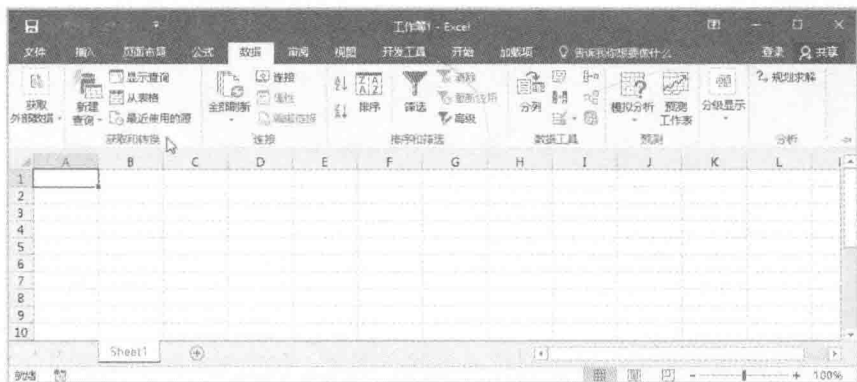 工作簿1 - Excel
文件 插入 页面布局 公式 数据 审阅 视图 开发工具 开始 加载项 告诉我你想要做什么 登录 共享
获取外部数据
新建查询
显示查询
从表格
最近使用的源
获取和转换
全部刷新
连接
属性
编辑链接
连接
排序
筛选
清除
重新应用
高级
排序和筛选
分列
数据工具
模拟分析
预测工作表
预测
分级显示
规划求解
分析
A B C D E F G H I J K L
1
2
3
4
5
6
7
8
9
10
Sheet1
就绪
100%